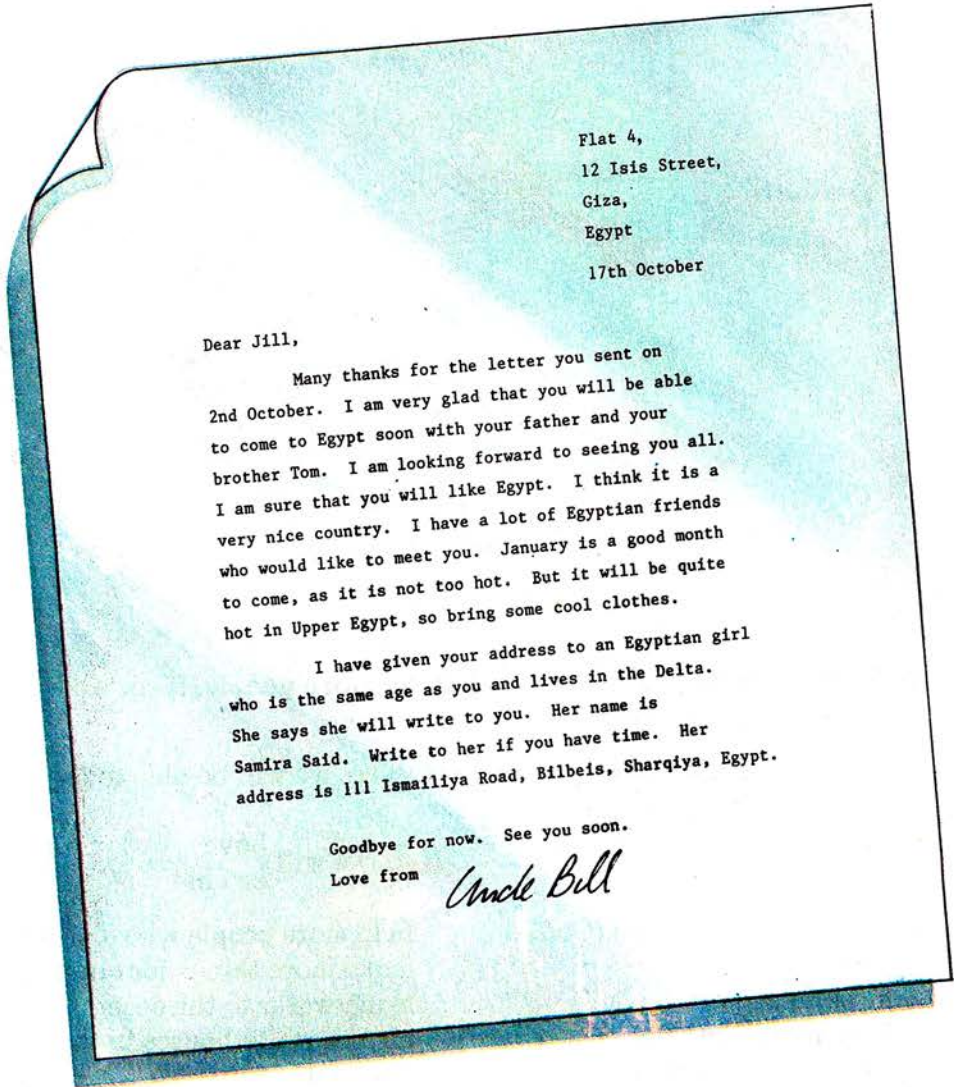 Flat 4,
12 Isis Street,
Giza,
Egypt
17th October
Dear Jill,
Many thanks for the letter you sent on
2nd October. I am very glad that you will be able
to come to Egypt soon with your father and your
brother Tom. I am looking forward to seeing you all.
I am sure that you will like Egypt. I think it is a
very nice country. I have a lot of Egyptian friends
who would like to meet you. January is a good month
to come, as it is not too hot. But it will be quite
hot in Upper Egypt, so bring some cool clothes.
I have given your address to an Egyptian girl
who is the same age as you and lives in the Delta.
She says she will write to you. Her name is
Samira Said. Write to her if you have time. Her
address is 111 Ismailiya Road, Bilbeis, Sharqiya, Egypt.
Goodbye for now. See you soon.
Love from Uncle Bill